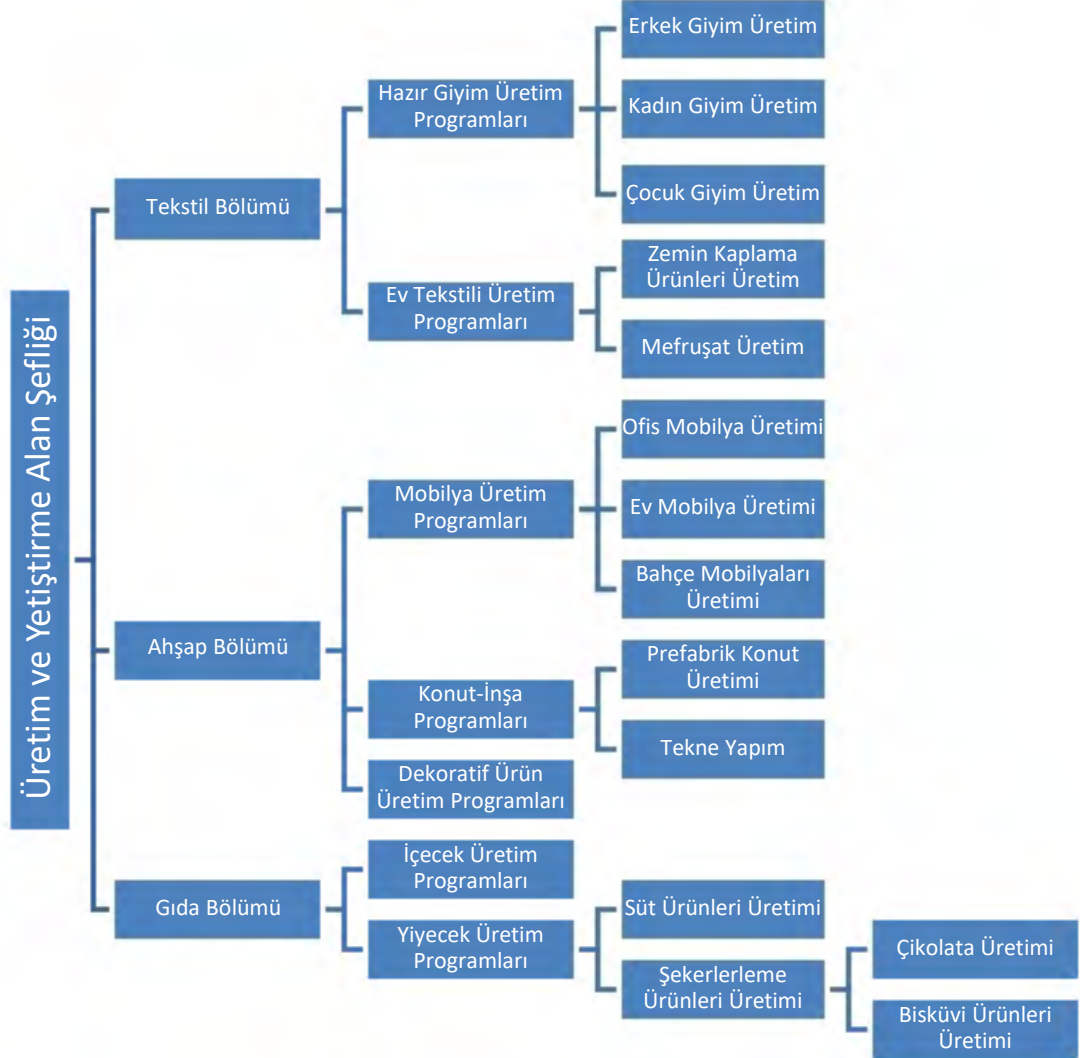 Üretim ve Yetiştirme Alan Şefliği
Tekstil Bölümü
Hazır Giyim Üretim
Programları
Erkek Giyim Üretim
Kadın Giyim Üretim
Çocuk Giyim Üretim
Ev Tekstili Üretim
Programları
Zemin Kaplama
Ürünleri Üretim
Mefruşat Üretim
Ahşap Bölümü
Mobilya Üretim
Programları
Ofis Mobilya Üretimi
Ev Mobilya Üretimi
Bahçe Mobilyaları
Üretimi
Konut-İnşa
Programları
Prefabrik Konut
Üretimi
Tekne Yapım
Dekoratif Ürün
Üretim Programları
Gıda Bölümü
İçecek Üretim
Programları
Yiyecek Üretim
Programları
Süt Ürünleri Üretimi
Şekerlerleme
Ürünleri Üretimi
Çikolata Üretimi
Bisküvi Ürünleri
Üretimi